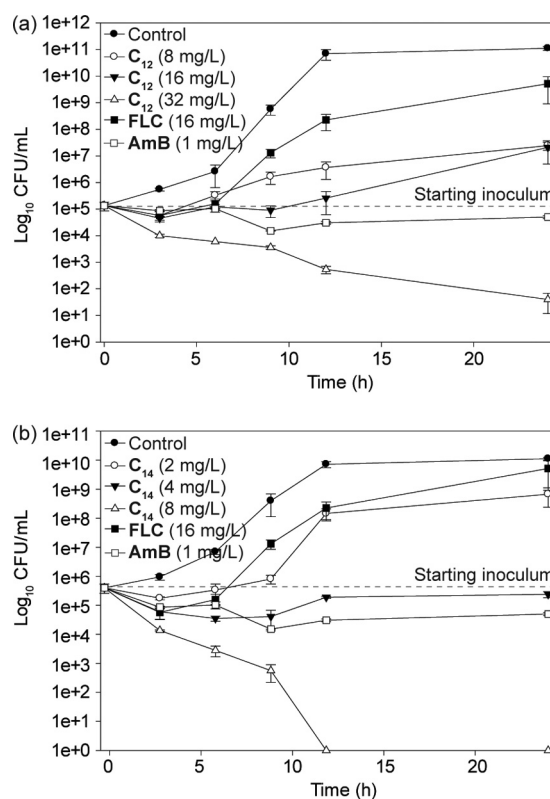 (a)
1e+12
1e+11
1e+10
1e+9
1e+8
1e+7
1e+6
1e+5
1e+4
1e+3
1e+2
1e+1
1e+0
Log₁₀ CFU/mL
Control
C₁₂ (8 mg/L)
C₁₂ (16 mg/L)
C₁₂ (32 mg/L)
FLC (16 mg/L)
AmB (1 mg/L)
Starting inoculum
0 5 10 15 20
Time (h)
(b)
1e+11
1e+10
1e+9
1e+8
1e+7
1e+6
1e+5
1e+4
1e+3
1e+2
1e+1
1e+0
Log₁₀ CFU/mL
Control
C₁₄ (2 mg/L)
C₁₄ (4 mg/L)
C₁₄ (8 mg/L)
FLC (16 mg/L)
AmB (1 mg/L)
Starting inoculum
0 5 10 15 20
Time (h)